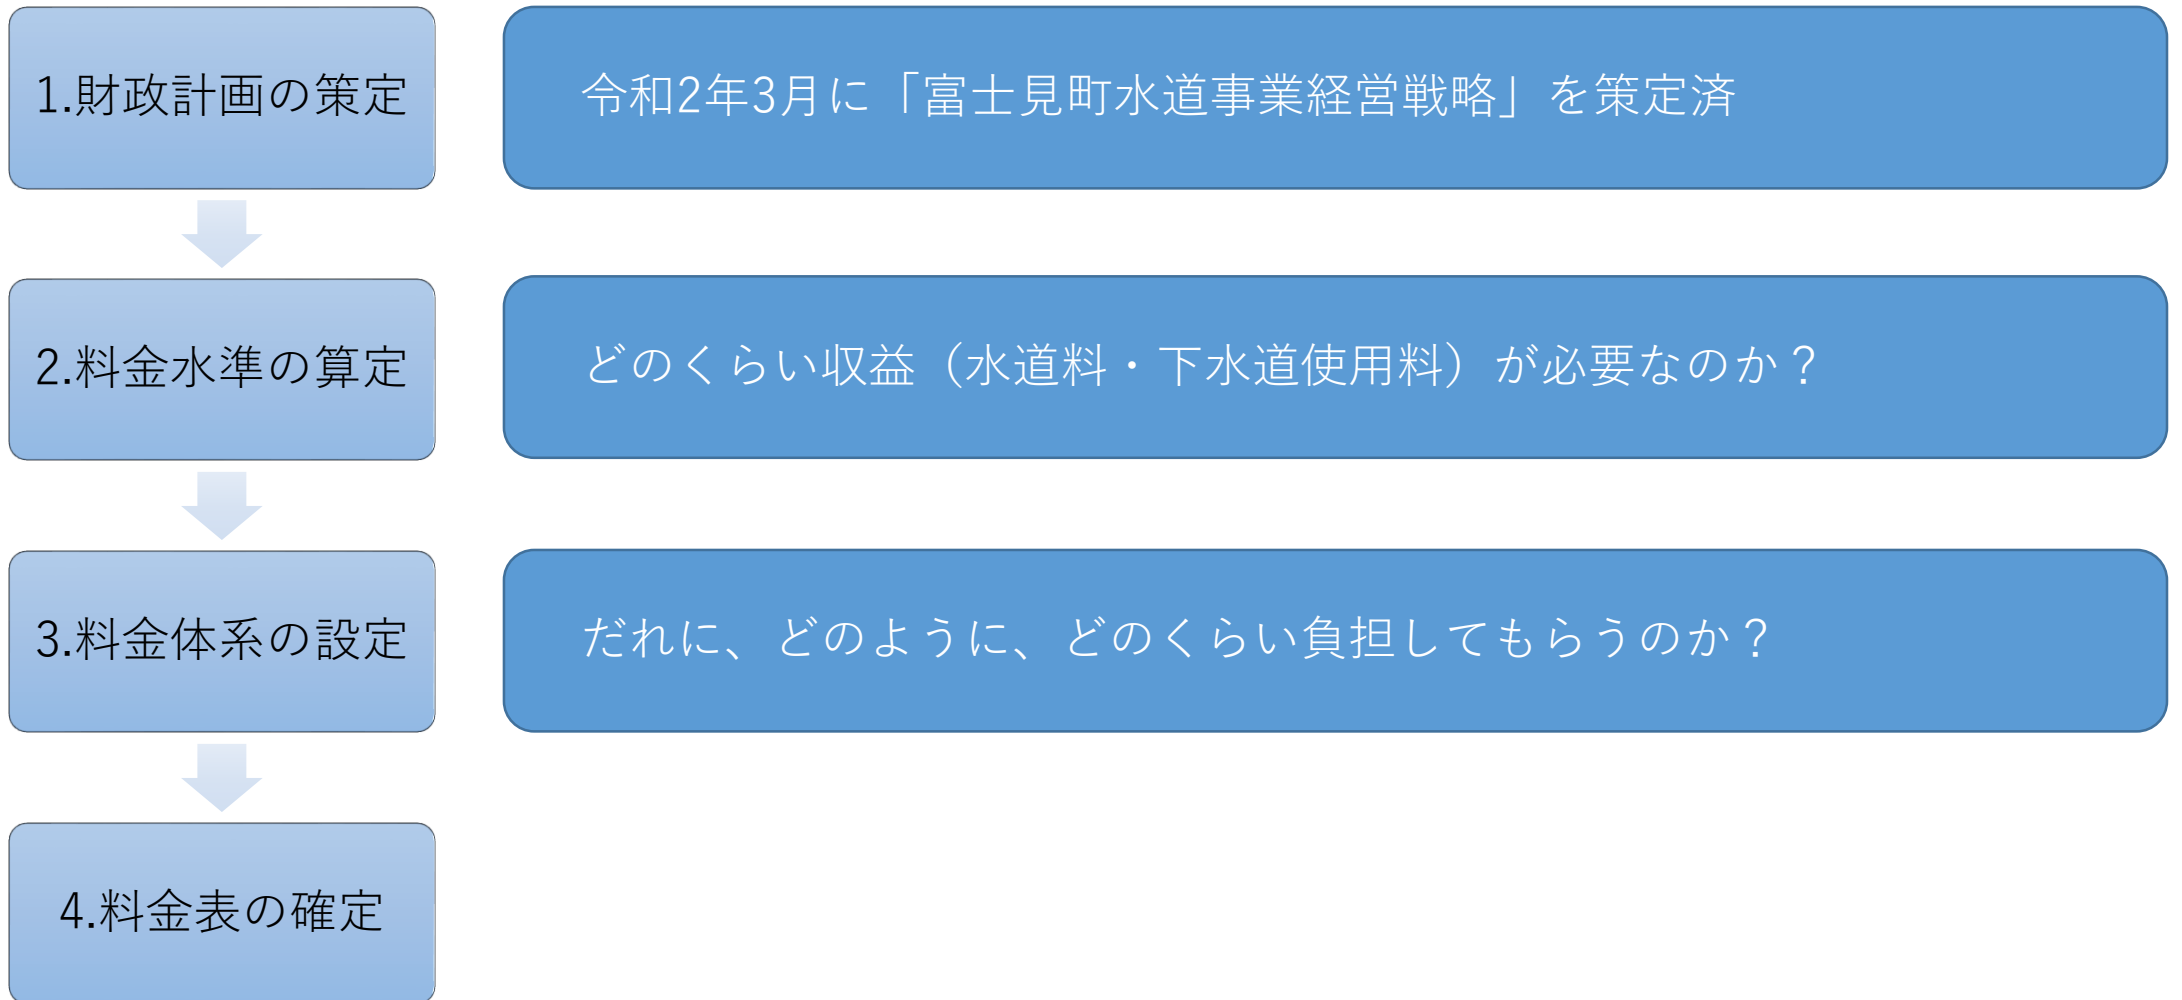 1.財政計画の策定
令和2年3月に「富士見町水道事業経営戦略」を策定済
2.料金水準の算定
どのくらい収益（水道料・下水道使用料）が必要なのか？
3.料金体系の設定
だれに、どのように、どのくらい負担してもらうのか？
4.料金表の確定